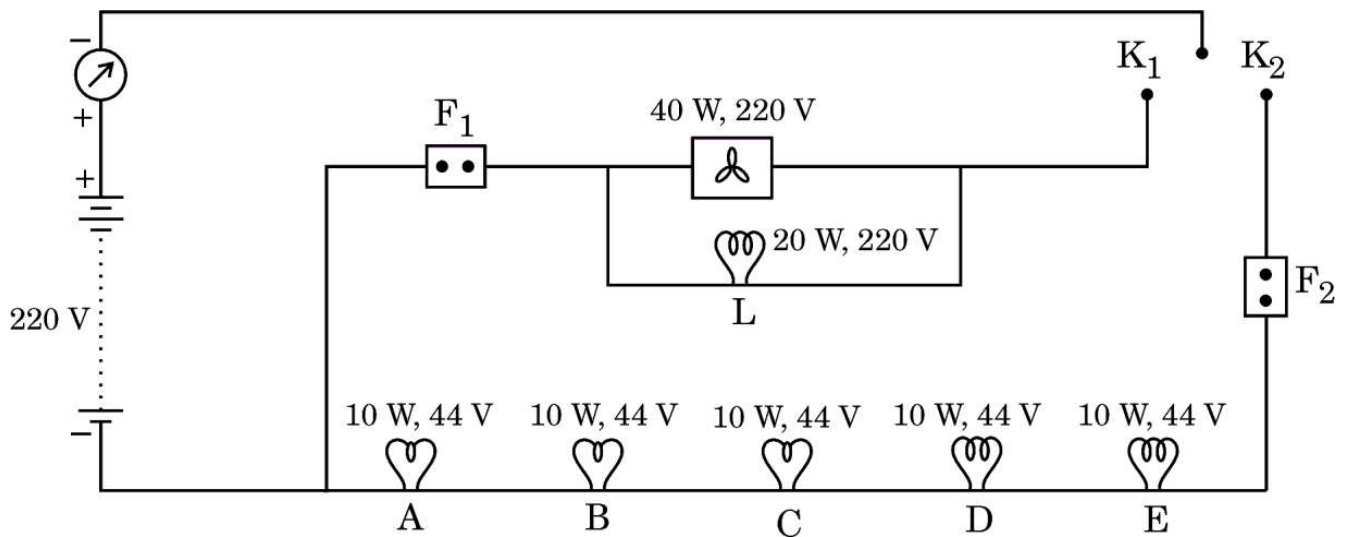 −
K₁
K₂
+
F₁
40 W, 220 V
+
20 W, 220 V
L
F₂
220 V
−
10 W, 44 V
10 W, 44 V
10 W, 44 V
10 W, 44 V
10 W, 44 V
A
B
C
D
E